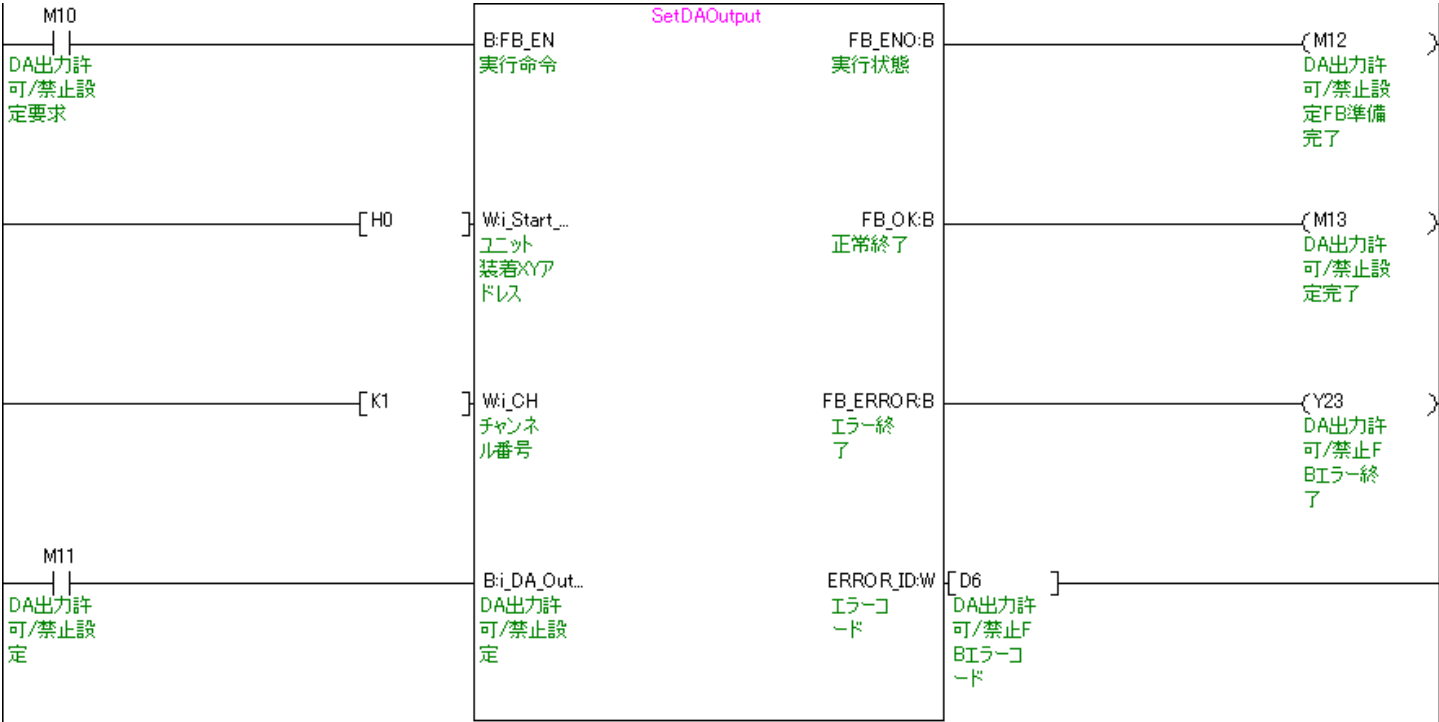 SetDAOutput
M10
B:FB_EN
FB_ENO:B
M12
DA出力許
可/禁止設
定要求
実行命令
実行状態
DA出力許
可/禁止設
定FB準備
完了
H0
W:i_Start_...
FB_OK:B
M13
ユニット
装着XYア
ドレス
正常終了
DA出力許
可/禁止設
定完了
K1
W:i_CH
FB_ERROR:B
Y23
チャンネ
ル番号
エラー終
了
DA出力許
可/禁止F
Bエラー終
了
M11
B:i_DA_Out...
ERROR_ID:W
D6
DA出力許
可/禁止設
定
DA出力許
可/禁止設
定
エラーコ
ード
DA出力許
可/禁止F
Bエラーコ
ード